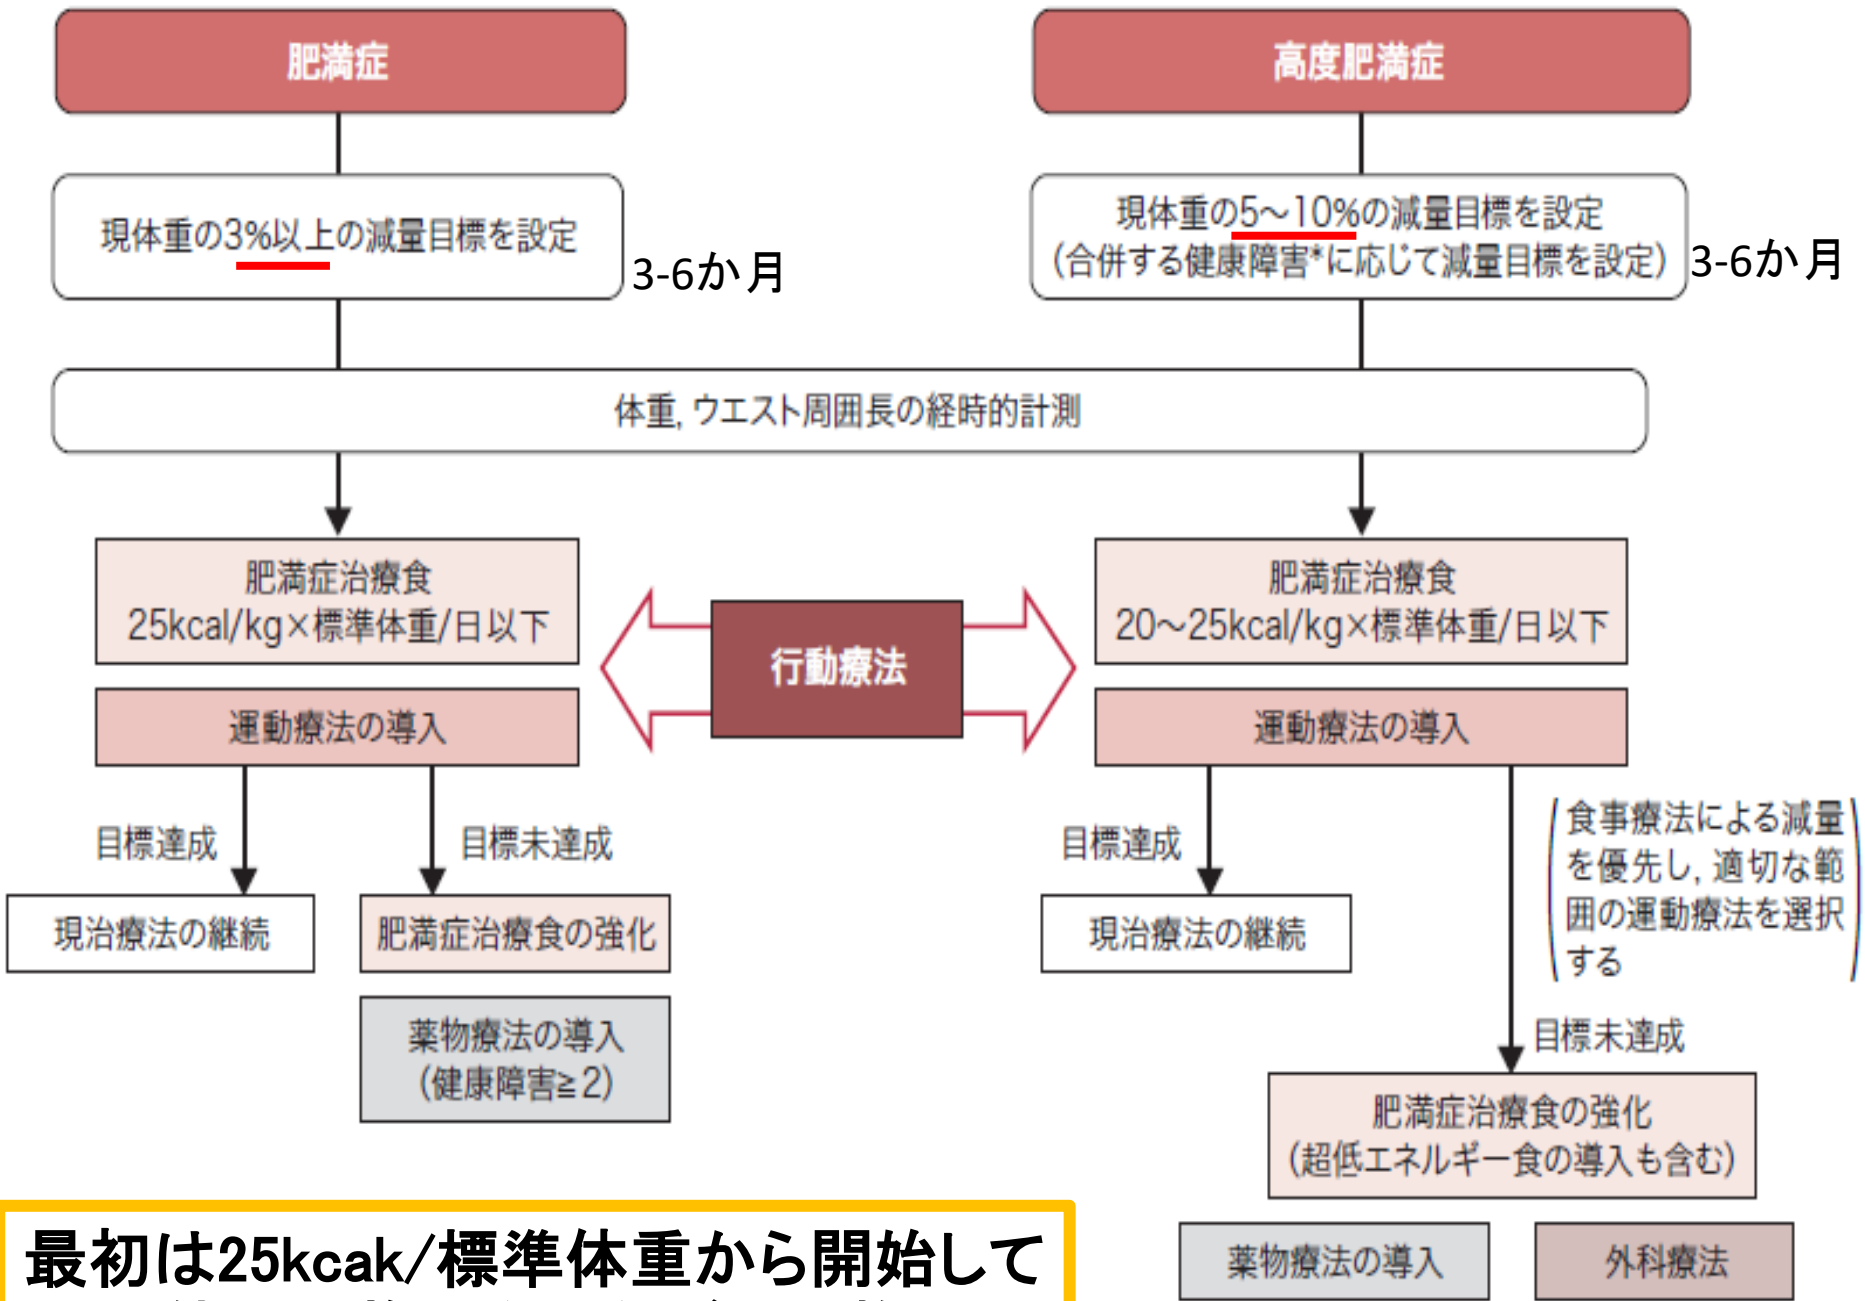 肥満症
高度肥満症
現体重の3%以上の減量目標を設定
3-6か月
現体重の5〜10%の減量目標を設定
(合併する健康障害*に応じて減量目標を設定)
3-6か月
体重, ウエスト周囲長の経時的計測
肥満症治療食
25kcal/kg×標準体重/日以下
運動療法の導入
行動療法
肥満症治療食
20〜25kcal/kg×標準体重/日以下
運動療法の導入
目標達成
目標未達成
現治療法の継続
肥満症治療食の強化
薬物療法の導入
(健康障害≧2)
目標達成
現治療法の継続
(食事療法による減量
を優先し, 適切な範
囲の運動療法を選択
する)
目標未達成
肥満症治療食の強化
(超低エネルギー食の導入も含む)
薬物療法の導入
外科療法
最初は25kcak/標準体重から開始して